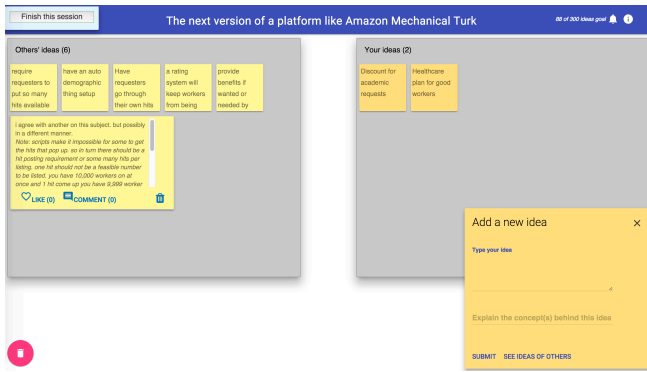 Finish this
session
The next version of a platform like Amazon Mechanical Turk
88 of 300 ideas goal
Others' ideas (6)
require
requesters to
put so many
hits available
have an auto
demographic
thing setup
Have
requesters
go through
their own hits
a rating
system will
keep workers
from being
provide
benefits if
wanted or
needed by
i agree with another on this subject. but possibly
in a different manner.
Note: scripts make it impossible for some to get
the hits that pop up. so in turn there should be a
hit posting requirement or some many hits per
listing. one hit should not be a feasible number
to be listed. you have 10,000 workers on at
once and 1 hit come up you have 9,999 worker
LIKE (0)
COMMENT (0)
Your ideas (2)
Discount for
academic
requests
Healthcare
plan for good
workers
Add a new idea
Type your idea
Explain the concept(s) behind this idea
SUBMIT
SEE IDEAS OF OTHERS